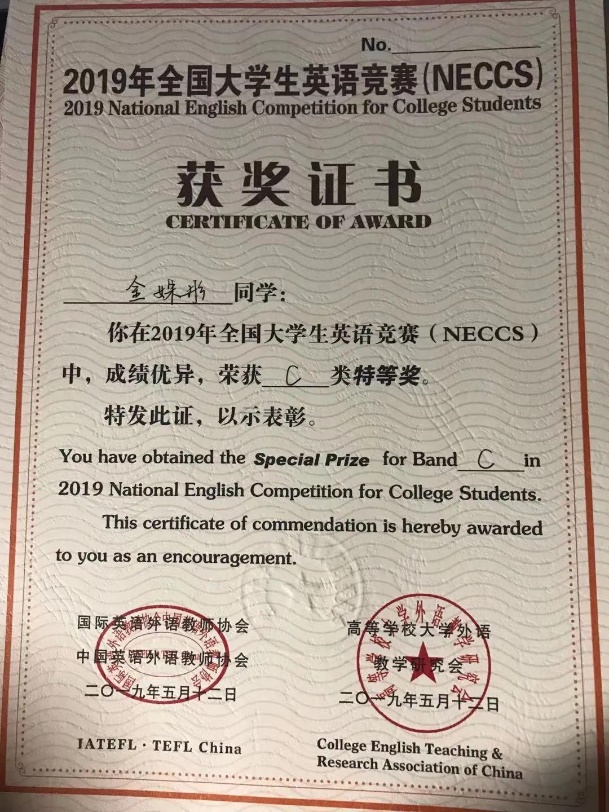 No.
2019年全国大学生英语竞赛(NECCS)
2019 National English Competition for College Students
获奖证书
CERTIFICATE OF AWARD
金姝彤 同学:
你在2019年全国大学生英语竞赛（NECCS）
中，成绩优异，荣获 C 类特等奖。
特发此证，以示表彰。
You have obtained the Special Prize for Band C in
2019 National English Competition for College Students.
This certificate of commendation is hereby awarded
to you as an encouragement.
国际英语外语教师协会
中国英语外语教师协会
二〇一九年五月十二日
IATEFL · TEFL China
高等学校大学外语
教学研究会
二〇一九年五月十二日
College English Teaching &
Research Association of China